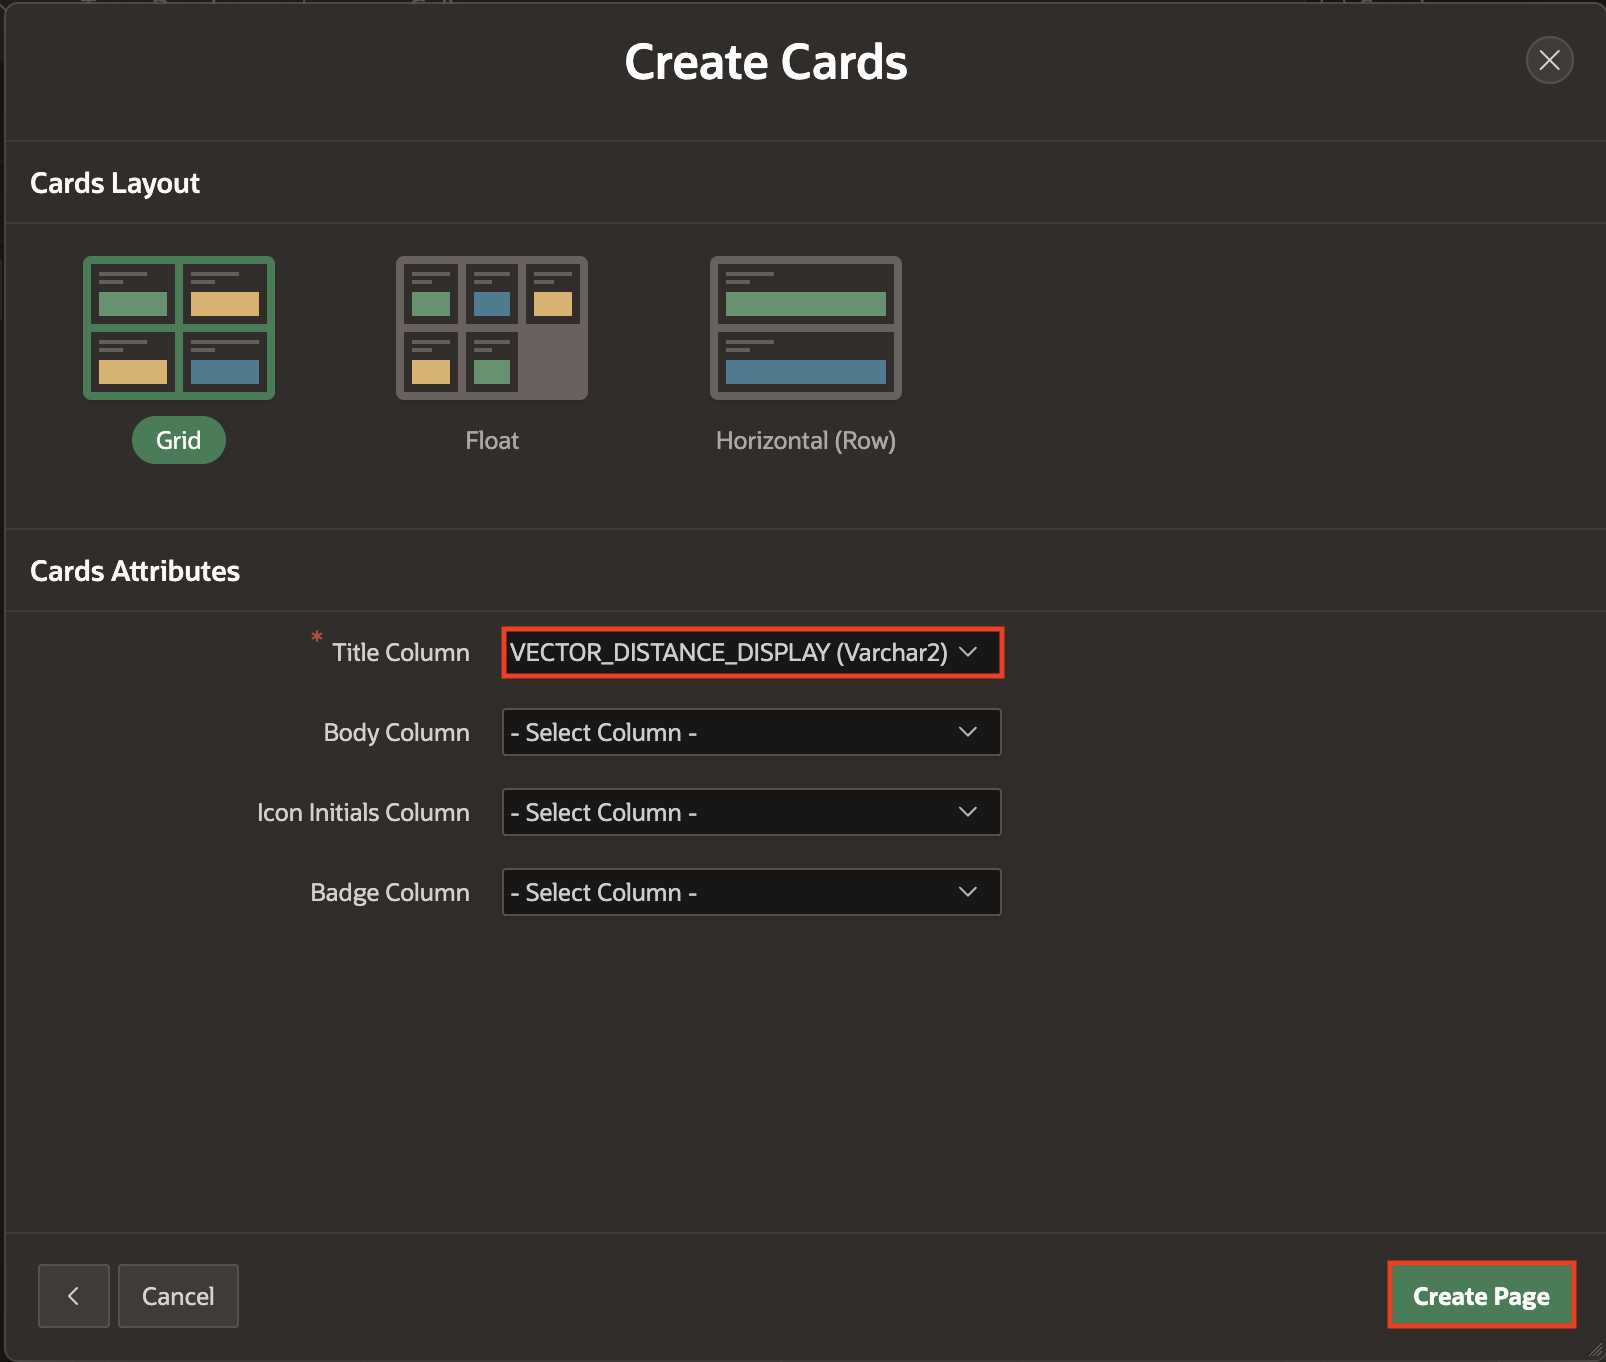 Create Cards
Cards Layout
Grid
Float
Horizontal (Row)
Cards Attributes
* Title Column VECTOR_DISTANCE_DISPLAY (Varchar2)
Body Column - Select Column -
Icon Initials Column - Select Column -
Badge Column - Select Column -
Cancel
Create Page